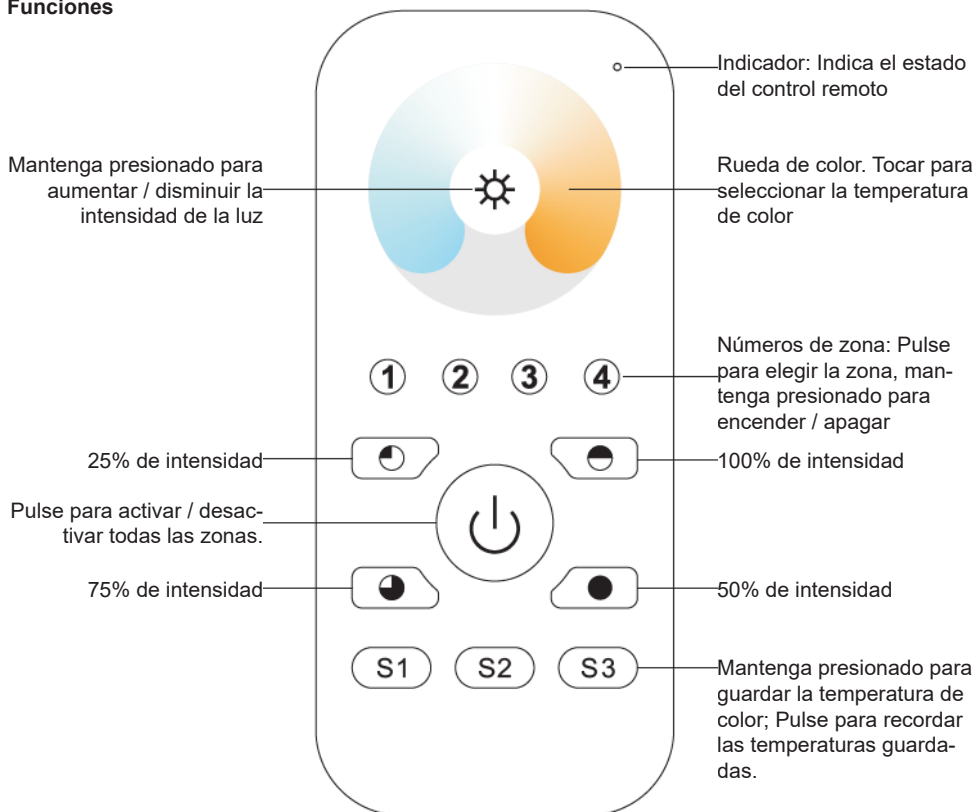 Funciones
Indicador: Indica el estado
del control remoto
Mantenga presionado para
aumentar / disminuir la
intensidad de la luz
Rueda de color. Tocar para
seleccionar la temperatura
de color
Números de zona: Pulse
para elegir la zona, man-
tenga presionado para
encender / apagar
1 2 3 4
25% de intensidad
100% de intensidad
Pulse para activar / desac-
tivar todas las zonas.
75% de intensidad
50% de intensidad
S1 S2 S3
Mantenga presionado para
guardar la temperatura de
color; Pulse para recordar
las temperaturas guarda-
das.